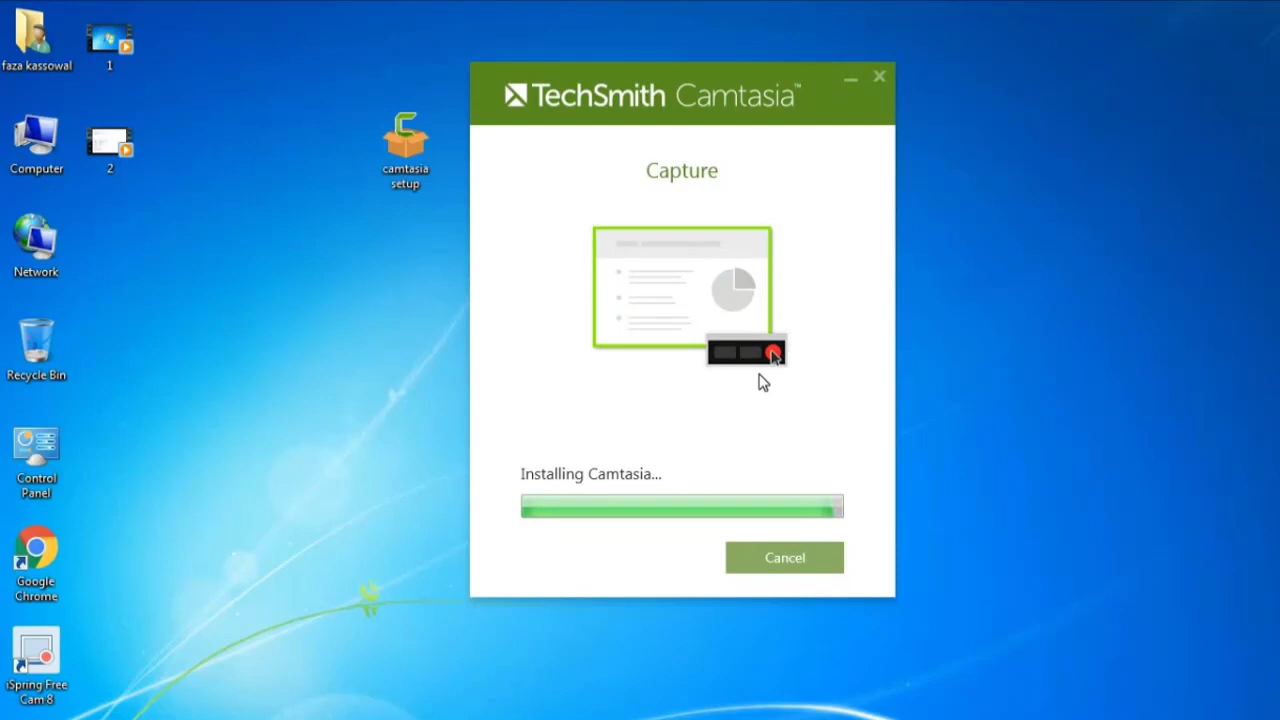 faza kassowal
1
Computer
2
Network
Recycle Bin
Control
Panel
Google
Chrome
iSpring Free
Cam 8
camtasia
setup
TechSmith Camtasia™
Capture
Installing Camtasia...
Cancel